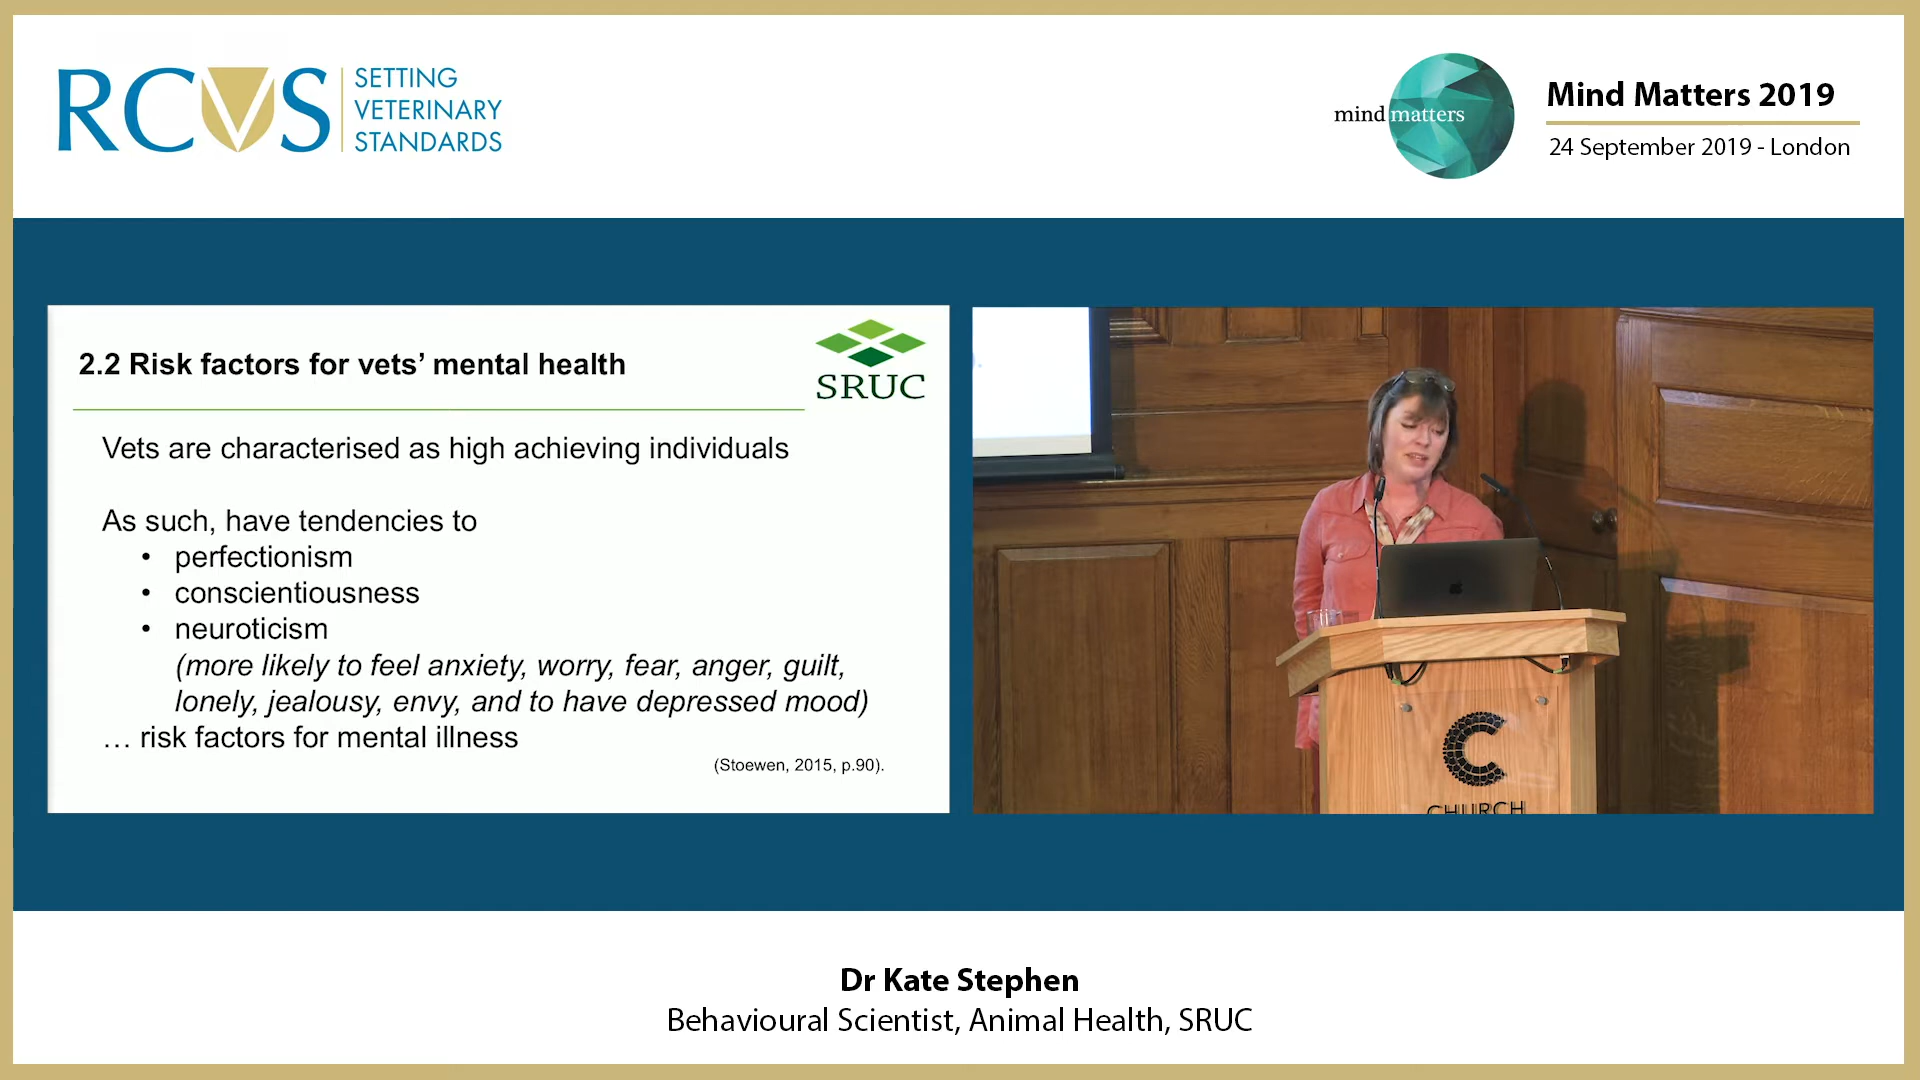 RCVS
SETTING
VETERINARY
STANDARDS
mind matters
Mind Matters 2019
24 September 2019 - London
2.2 Risk factors for vets’ mental health
SRUC
Vets are characterised as high achieving individuals
As such, have tendencies to
• perfectionism
• conscientiousness
• neuroticism
(more likely to feel anxiety, worry, fear, anger, guilt,
lonely, jealousy, envy, and to have depressed mood)
… risk factors for mental illness
(Stoewen, 2015, p.90).
C
CHURCH
Dr Kate Stephen
Behavioural Scientist, Animal Health, SRUC